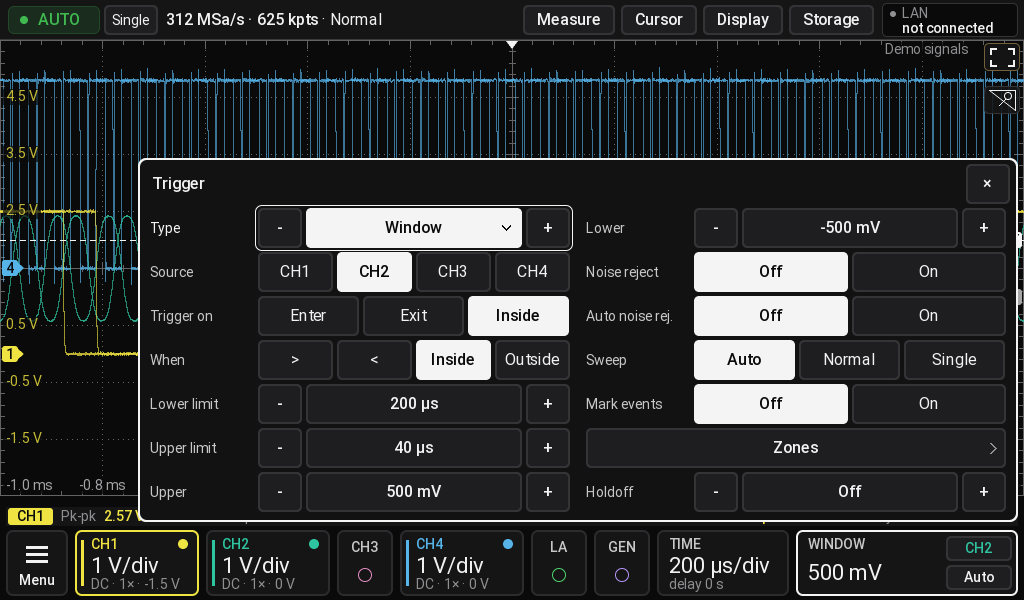 AUTO
Single
312 MSa/s · 625 kpts · Normal
Measure
Cursor
Display
Storage
LAN
not connected
Demo signals
4.5 V
3.5 V
2.5 V
4
0.5 V
1
-0.5 V
-1.5 V
-1.0 ms
-0.8 ms
Trigger
×
Type
- Window +
Lower
- -500 mV +
Source
CH1 CH2 CH3 CH4
Noise reject
Off On
Trigger on
Enter Exit Inside
Auto noise rej.
Off On
When
> < Inside Outside
Sweep
Auto Normal Single
Lower limit
- 200 µs +
Mark events
Off On
Upper limit
- 40 µs +
Zones
Upper
- 500 mV +
Holdoff
- Off +
CH1 Pk-pk 2.57
Menu
CH1
1 V/div
DC · 1× · -1.5 V
CH2
1 V/div
DC · 1× · 0 V
CH3
CH4
1 V/div
DC · 1× · 0 V
LA
GEN
TIME
200 µs/div
delay 0 s
WINDOW
500 mV
CH2
Auto